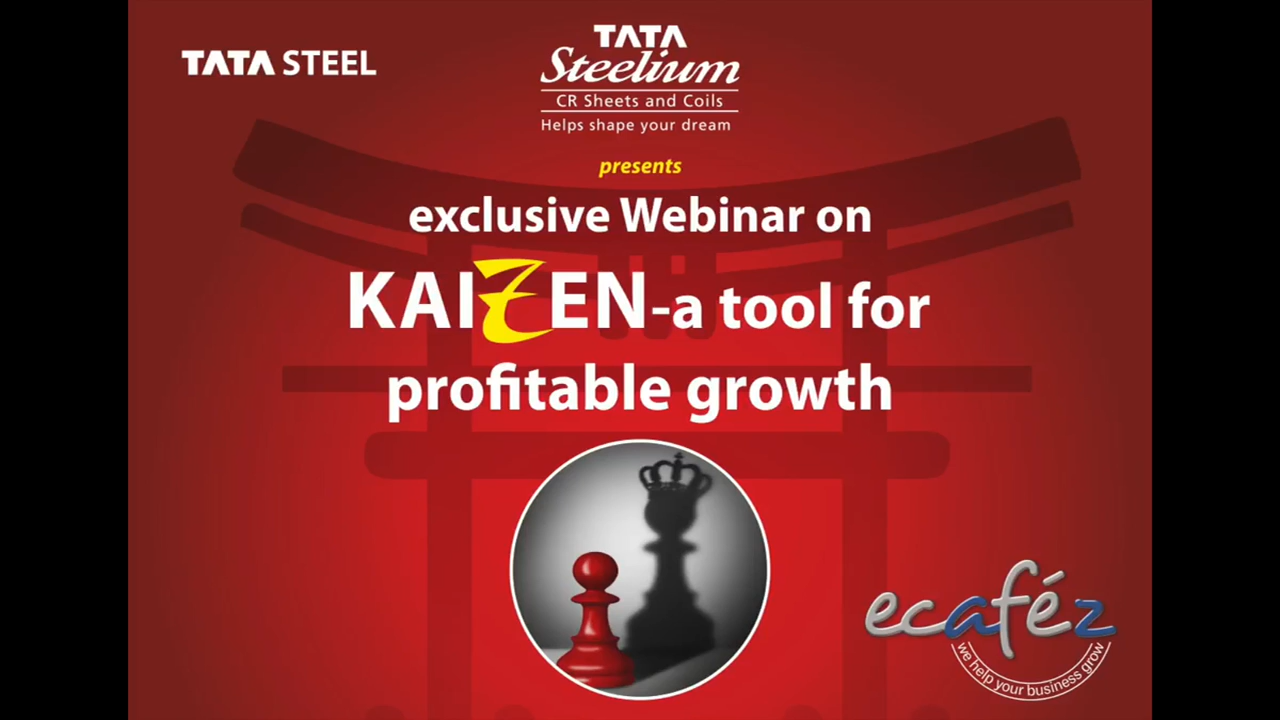 TATA STEEL
TATA
Steelium
CR Sheets and Coils
Helps shape your dream
presents
exclusive Webinar on
KAIZEN-a tool for
profitable growth
ecaféz
we help your business grow